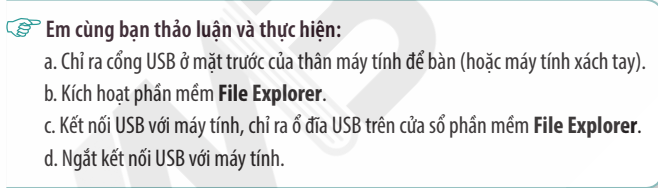 Em cùng bạn thảo luận và thực hiện:
a. Chỉ ra cổng USB ở mặt trước của thân máy tính để bàn (hoặc máy tính xách tay).
b. Kích hoạt phần mềm File Explorer.
c. Kết nối USB với máy tính, chỉ ra ổ đĩa USB trên cửa sổ phần mềm File Explorer.
d. Ngắt kết nối USB với máy tính.